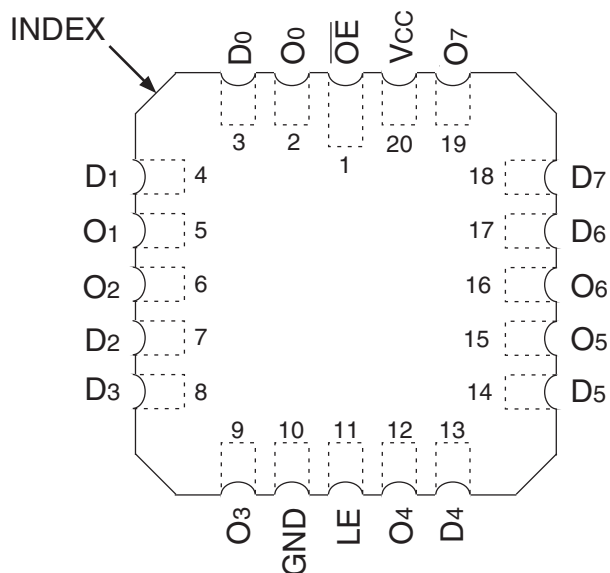 INDEX
D0 O0 O̅E̅ VCC O7
3 2 1 20 19
D1 4 18 D7
O1 5 17 D6
O2 6 16 O6
D2 7 15 O5
D3 8 14 D5
9 10 11 12 13
O3 GND LE O4 D4